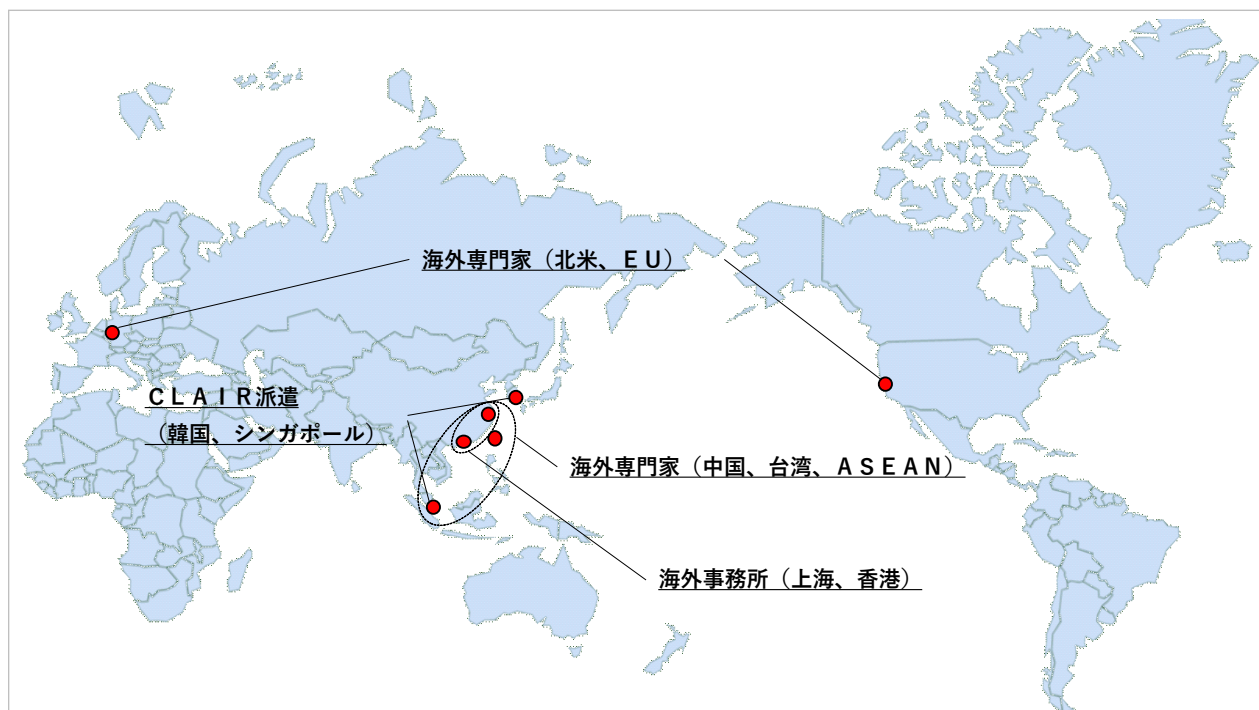 海外専門家（北米、ＥＵ）
ＣＬＡＩＲ派遣
（韓国、シンガポール）
海外専門家（中国、台湾、ＡＳＥＡＮ）
海外事務所（上海、香港）